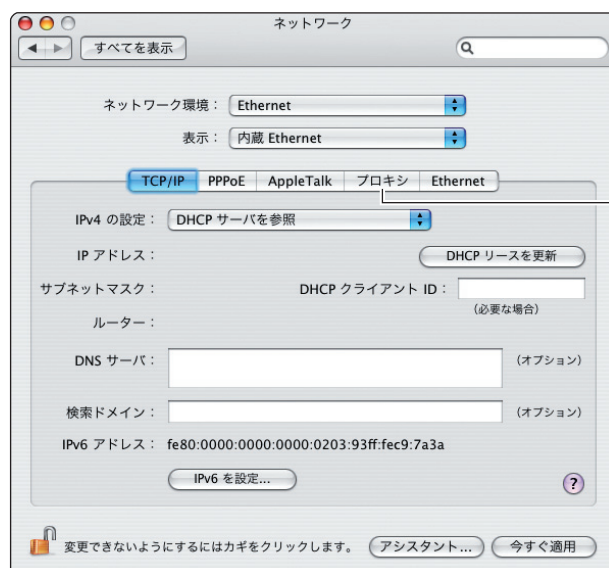 ネットワーク
すべてを表示
ネットワーク環境： Ethernet
表示： 内蔵 Ethernet
TCP/IP PPPoE AppleTalk プロキシ Ethernet
IPv4 の設定： DHCP サーバを参照
IP アドレス： DHCP リースを更新
サブネットマスク： DHCP クライアント ID：
(必要な場合)
ルーター：
DNS サーバ： (オプション)
検索ドメイン： (オプション)
IPv6 アドレス： fe80:0000:0000:0000:0203:93ff:fec9:7a3a
IPv6 を設定... ?
変更できないようにするにはカギをクリックします。 アシスタント... 今すぐ適用